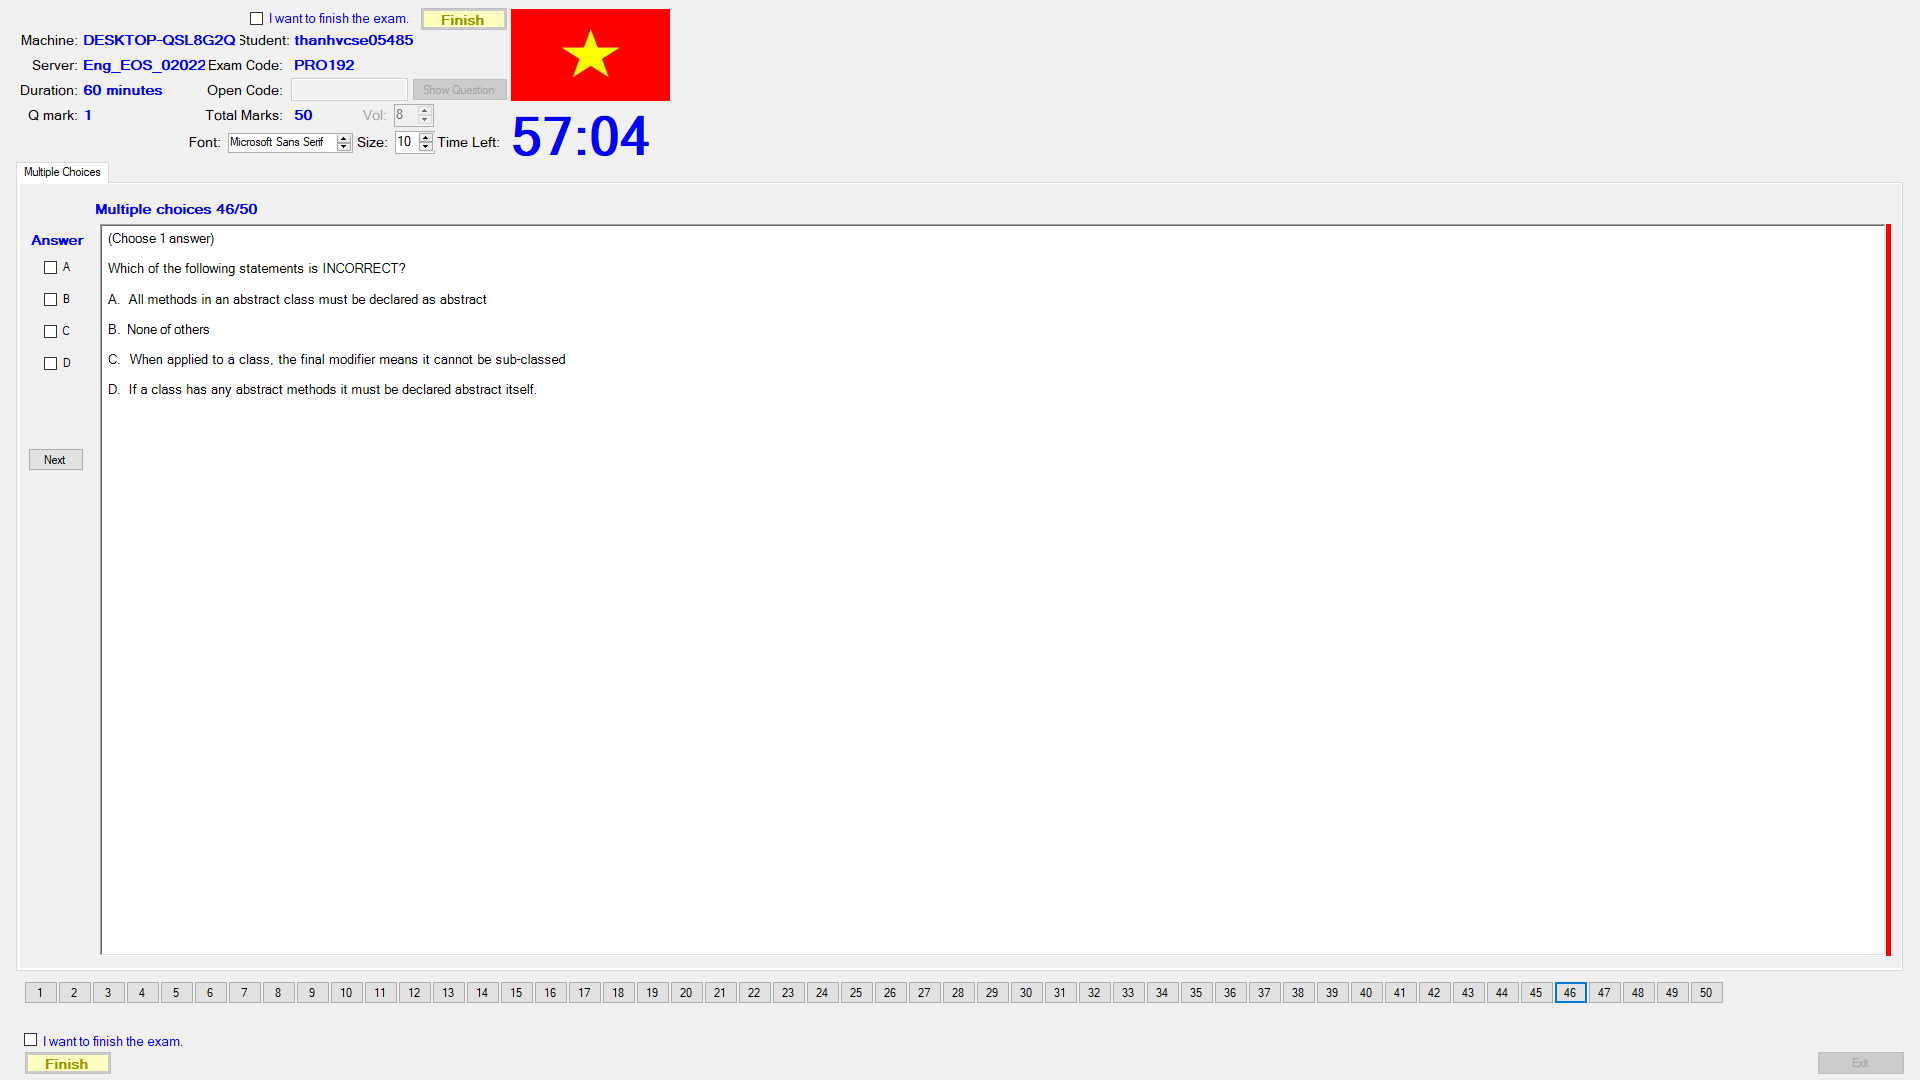 I want to finish the exam. Finish
Machine: DESKTOP-QSL8G2Q Student: thanhvcse05485
Server: Eng_EOS_02022 Exam Code: PRO192
Duration: 60 minutes Open Code: Show Question
Q mark: 1 Total Marks: 50 Vol: 8
Font: Microsoft Sans Serif Size: 10 Time Left: 57:04
Multiple Choices
Multiple choices 46/50
Answer
A
B
C
D
Next
(Choose 1 answer)
Which of the following statements is INCORRECT?
A. All methods in an abstract class must be declared as abstract
B. None of others
C. When applied to a class, the final modifier means it cannot be sub-classed
D. If a class has any abstract methods it must be declared abstract itself.
1 2 3 4 5 6 7 8 9 10 11 12 13 14 15 16 17 18 19 20 21 22 23 24 25 26 27 28 29 30 31 32 33 34 35 36 37 38 39 40 41 42 43 44 45 46 47 48 49 50
I want to finish the exam.
Finish
Exit